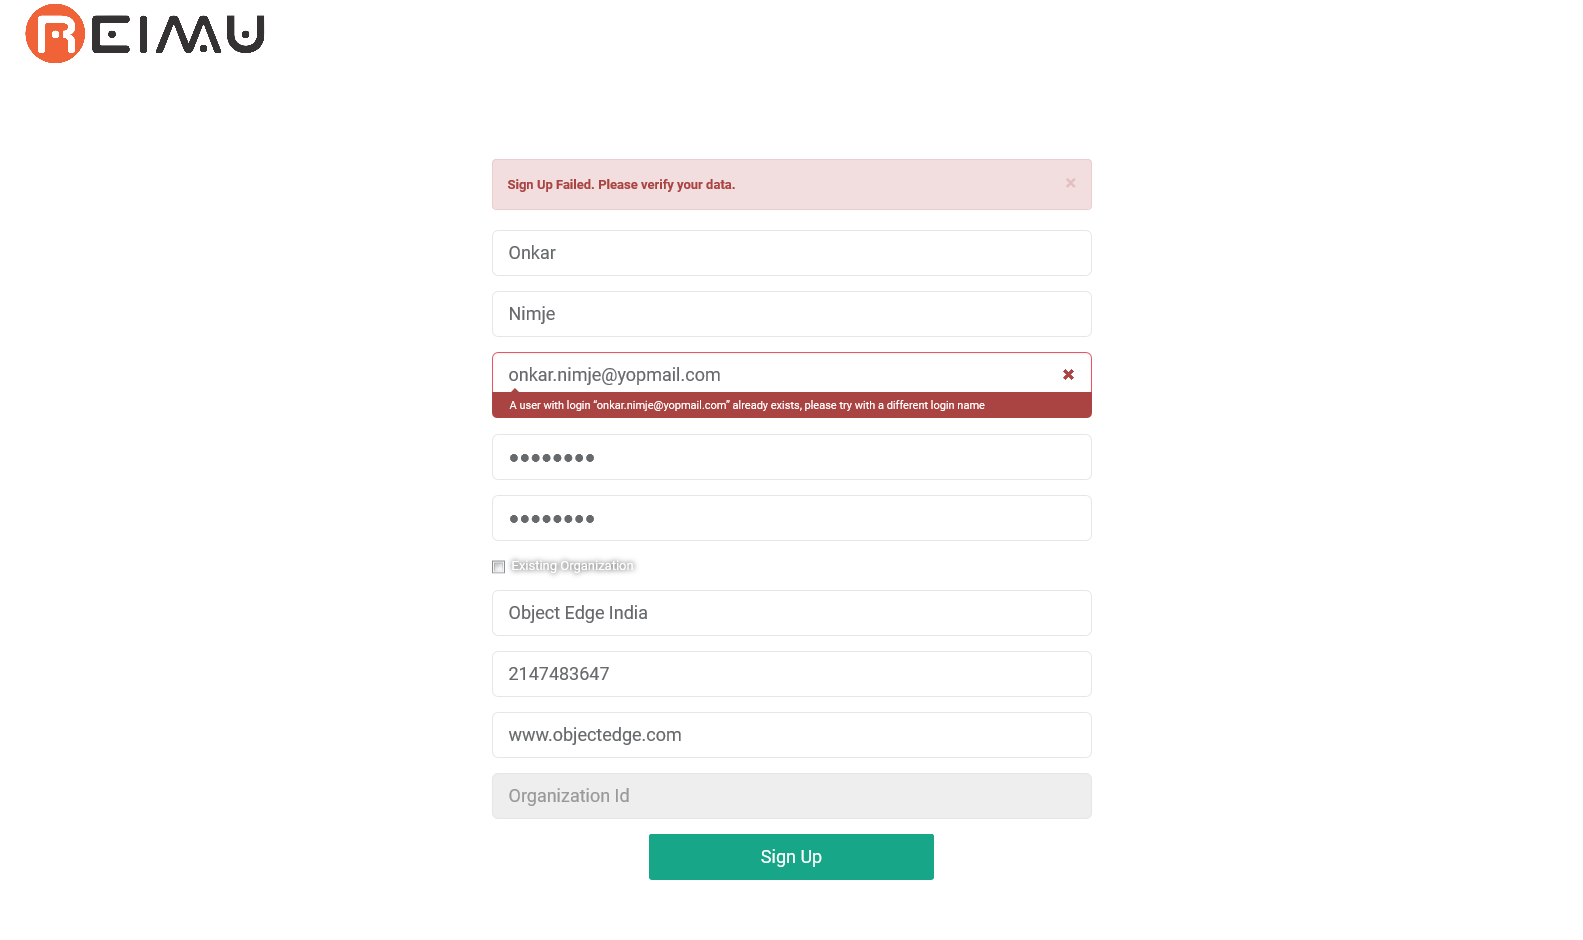 REIMU
Sign Up Failed. Please verify your data.
×
Onkar
Nimje
onkar.nimje@yopmail.com
A user with login “onkar.nimje@yopmail.com” already exists, please try with a different login name
••••••••
••••••••
Existing Organization
Object Edge India
2147483647
www.objectedge.com
Organization Id
Sign Up